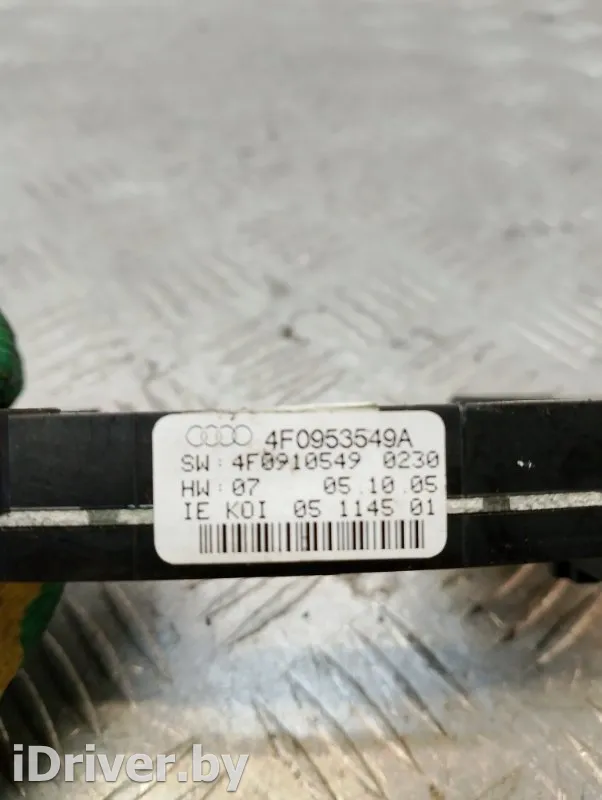 4F0953549A
SW: 4F0910549 0230
HW: 07 05.10.05
IE KOI 05 1145 01
iDriver.by